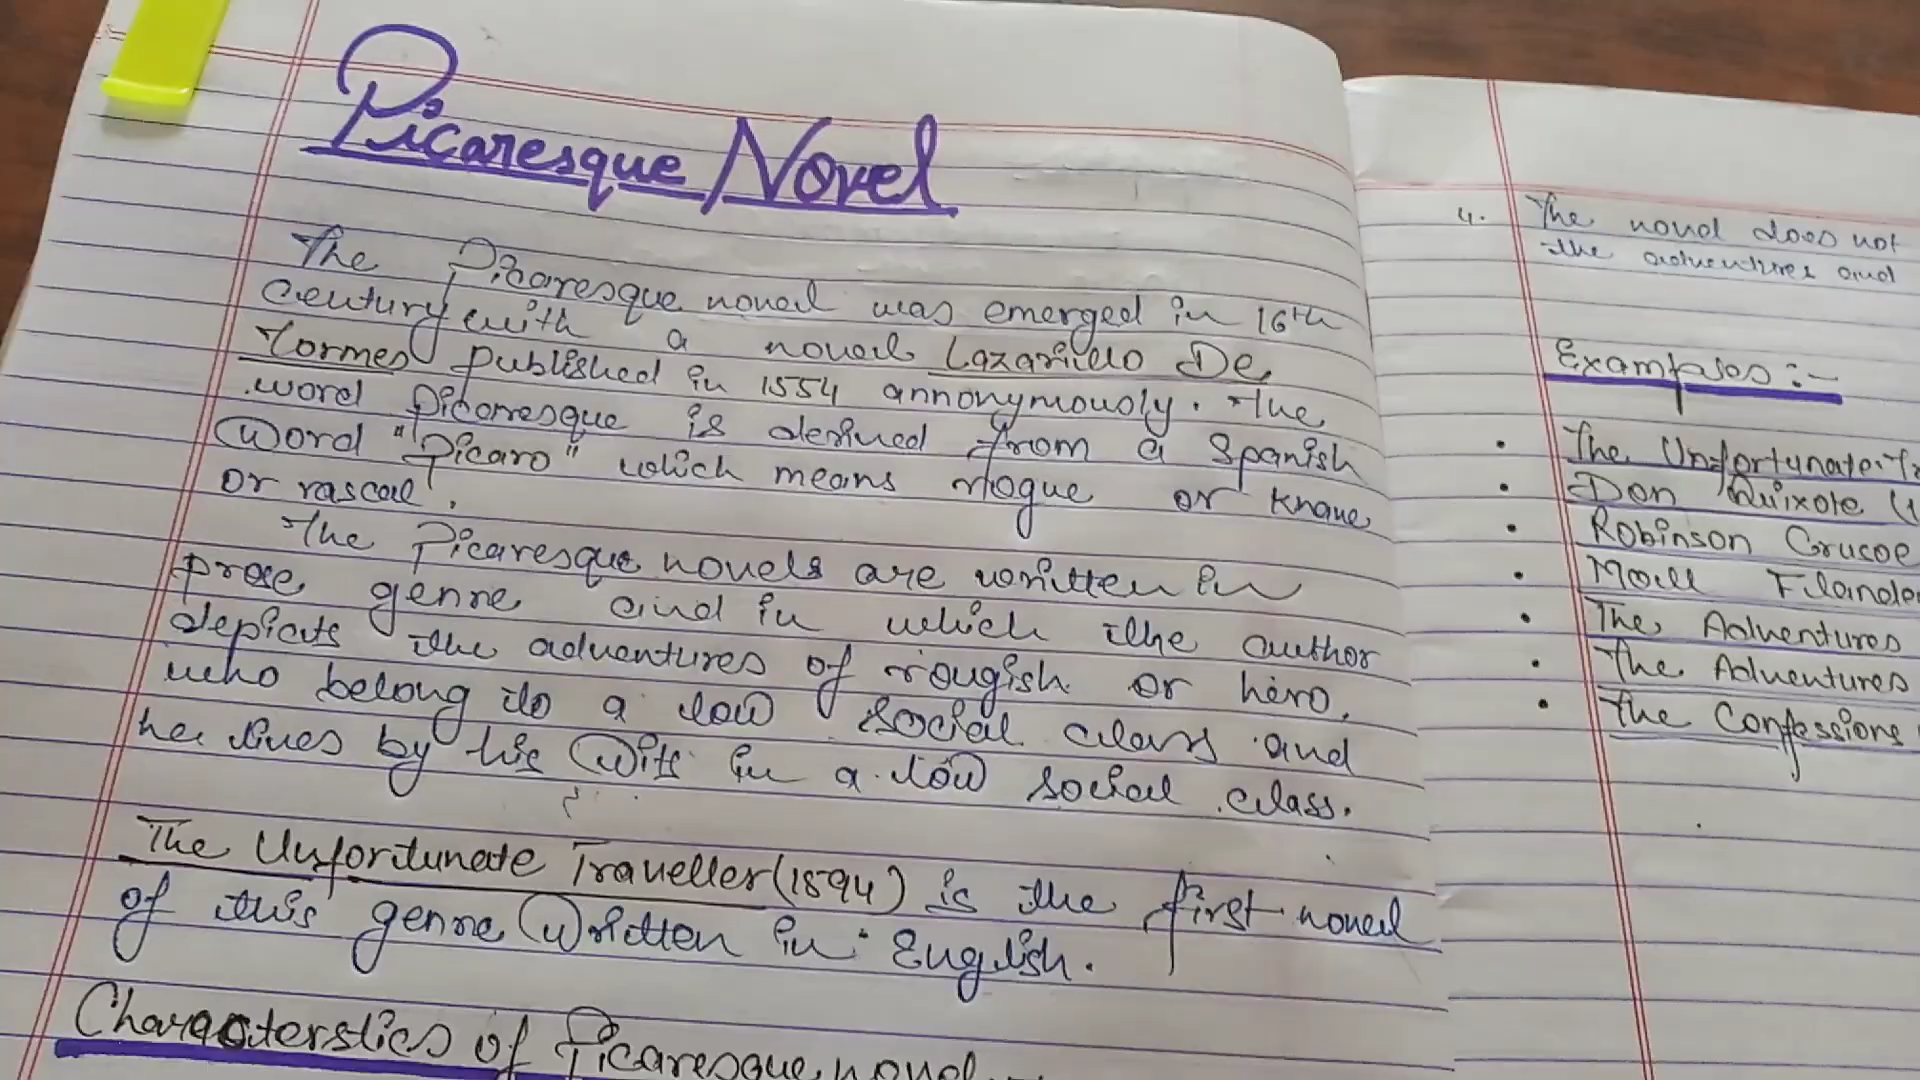 Picaresque Novel
The Picaresque novel was emerged in 16th
century with a novel Lazarillo De
Tormes published in 1554 annonymously. The
word picarresque is derived from a Spanish
Word "Picaro" which means rogue or knave
or rascal.
The Picaresque novels are written in
prose genre and in which the author
depicts the adventures of rougish or hero.
who belong to a low social class and
he lives by his Wits in a low social class.
The Unfortunate Traveller (1594) is the first novel
of this genre Written in English.
Characterstics of Picaresque novel
4. The novel does not
the adventures and
Examples :-
• The Unfortunate Tr
• Don Quixote (1
• Robinson Crucoe
• Moll Flande
• The Adventures
• The Adventures
• The Confessions